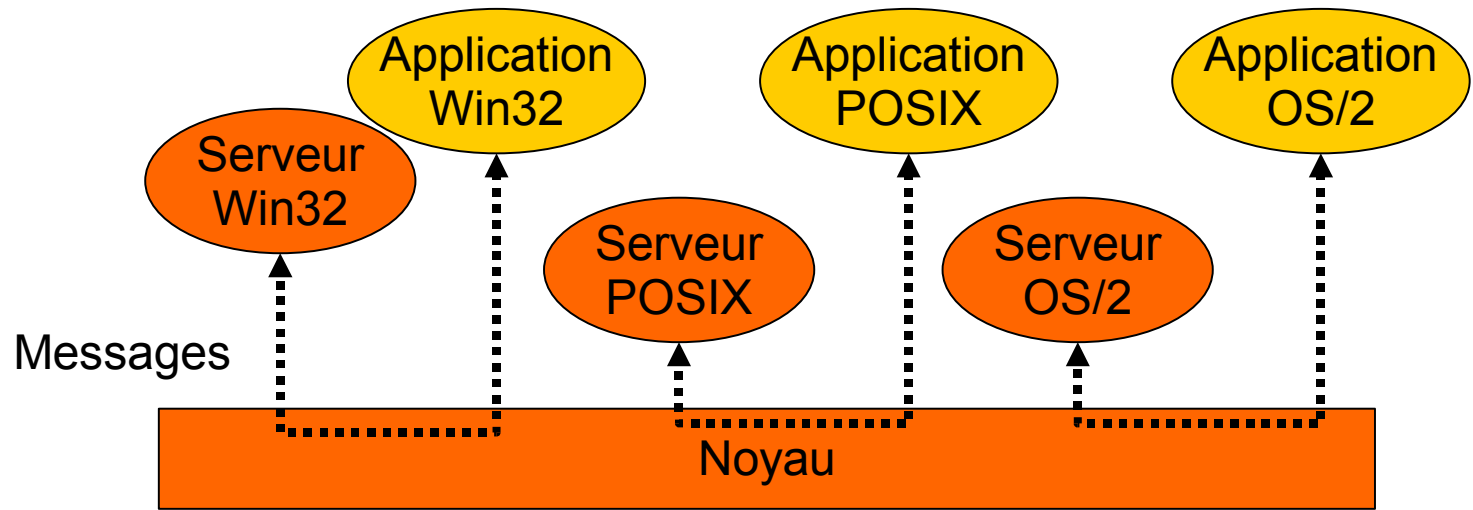 Application
Win32
Application
POSIX
Application
OS/2
Serveur
Win32
Serveur
POSIX
Serveur
OS/2
Messages
Noyau